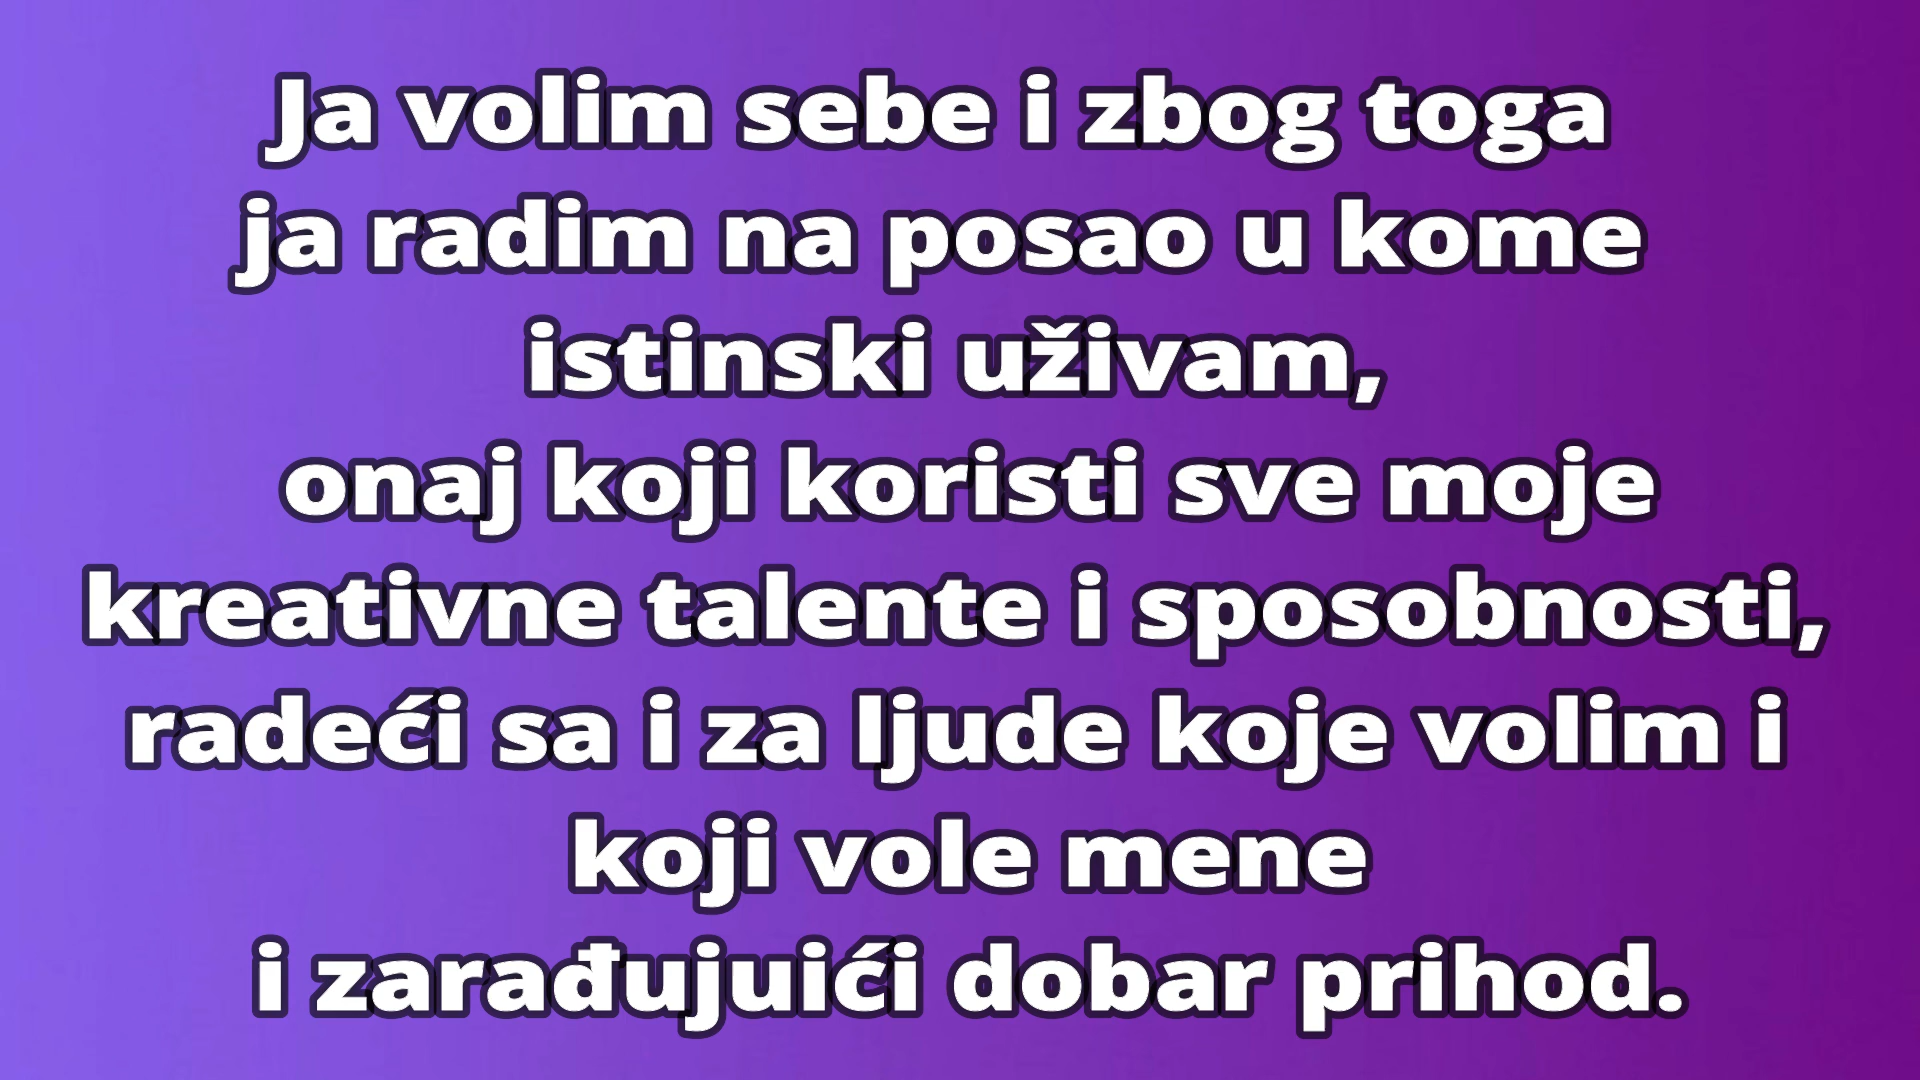 Ja volim sebe i zbog toga
ja radim na posao u kome
istinski uživam,
onaj koji koristi sve moje
kreativne talente i sposobnosti,
radeći sa i za ljude koje volim i
koji vole mene
i zarađujuići dobar prihod.